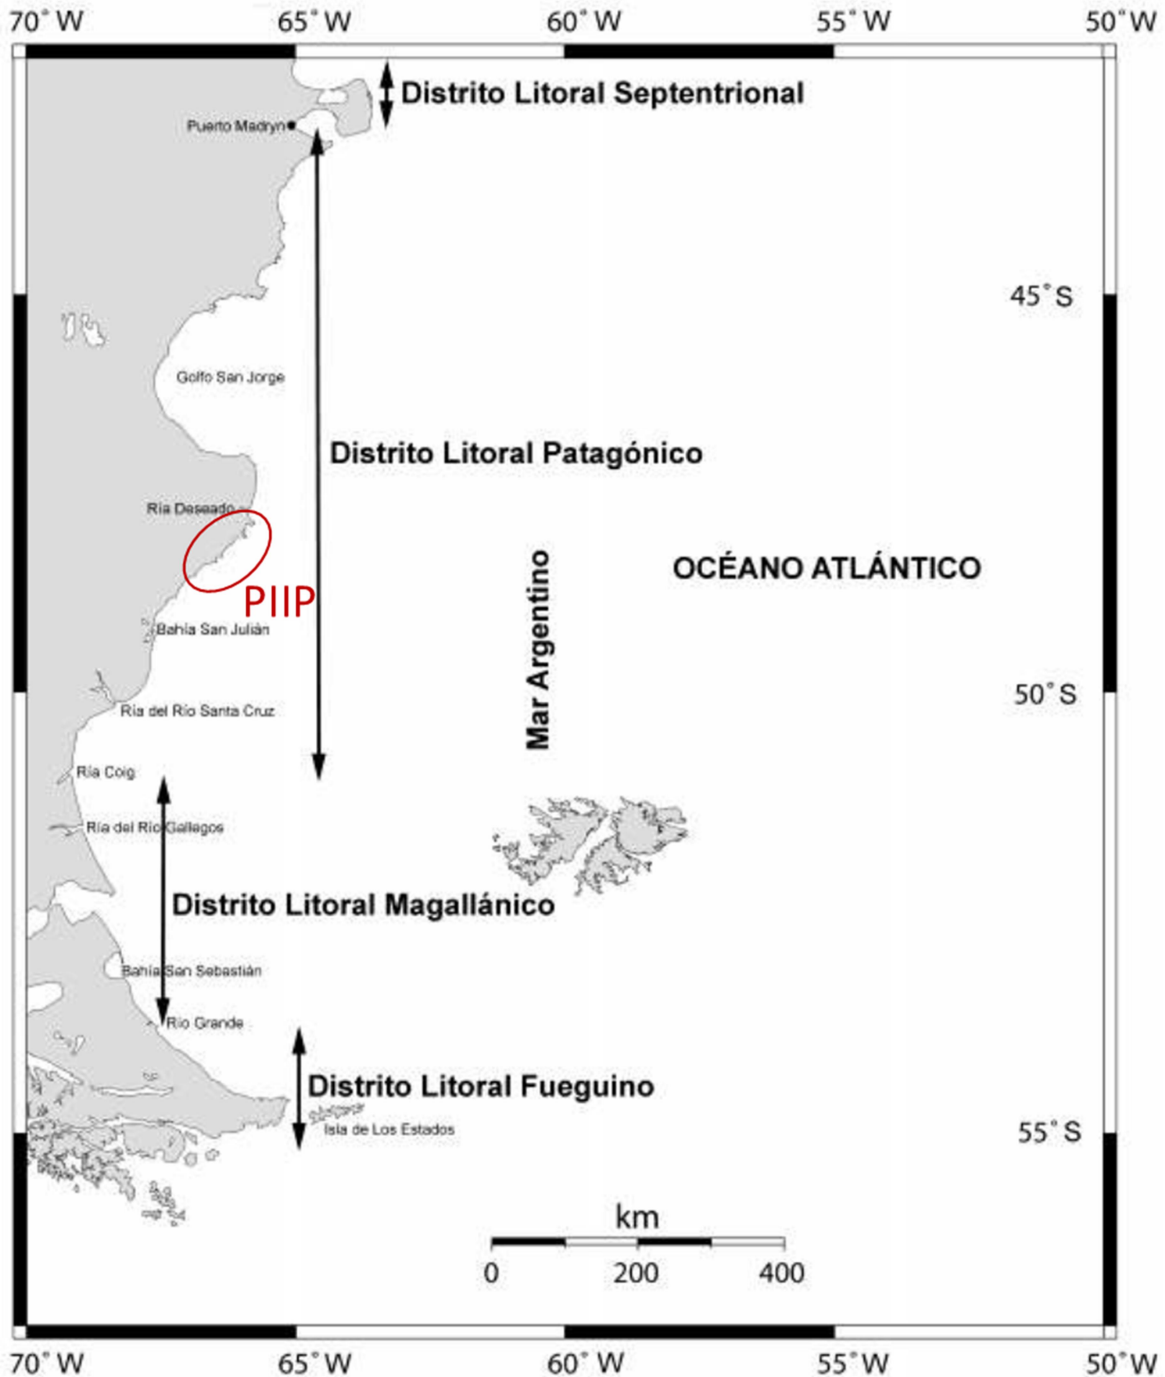 70°W 65°W 60°W 55°W 50°W
Distrito Litoral Septentrional
Puerto Madryn
45°S
Golfo San Jorge
Distrito Litoral Patagónico
Ría Deseado
OCÉANO ATLÁNTICO
Mar Argentino
PIIP
Bahía San Julián
50°S
Ría del Río Santa Cruz
Ría Coig
Ría del Río Gallegos
Distrito Litoral Magallánico
Bahía San Sebastián
Río Grande
Distrito Litoral Fueguino
Isla de Los Estados
55°S
km
0 200 400
70°W 65°W 60°W 55°W 50°W